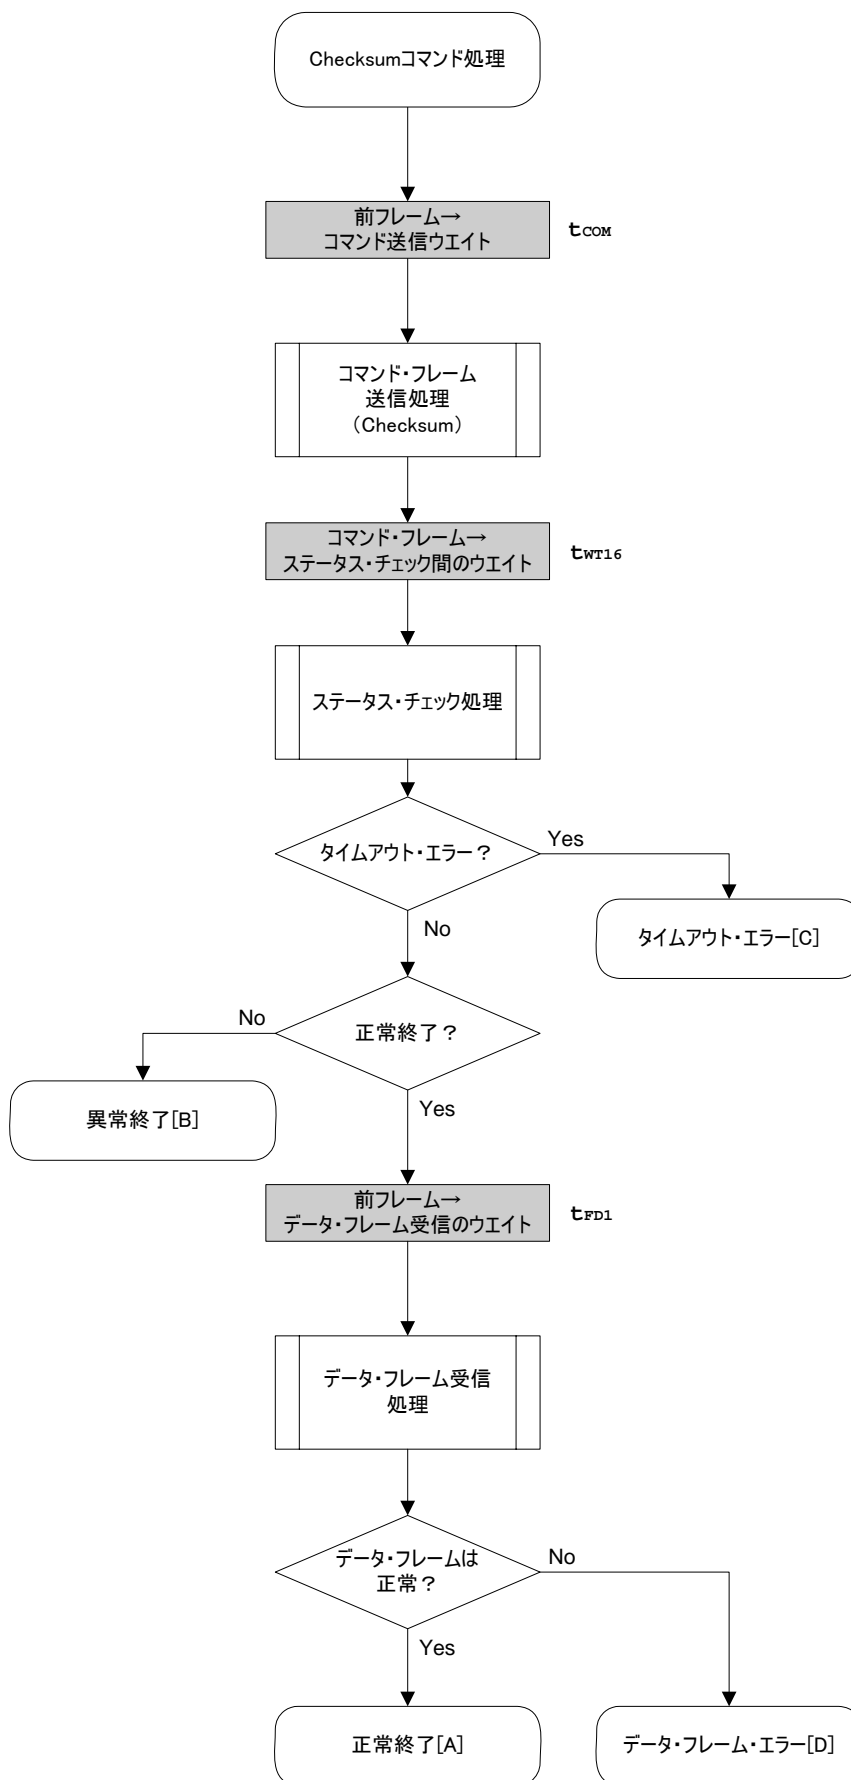 Checksumコマンド処理
前フレーム→
コマンド送信ウエイト
tCOM
コマンド・フレーム
送信処理
（Checksum）
コマンド・フレーム→
ステータス・チェック間のウエイト
tWT16
ステータス・チェック処理
タイムアウト・エラー？
Yes
タイムアウト・エラー[C]
No
正常終了？
No
異常終了[B]
Yes
前フレーム→
データ・フレーム受信のウエイト
tFD1
データ・フレーム受信
処理
データ・フレームは
正常？
No
Yes
正常終了[A]
データ・フレーム・エラー[D]